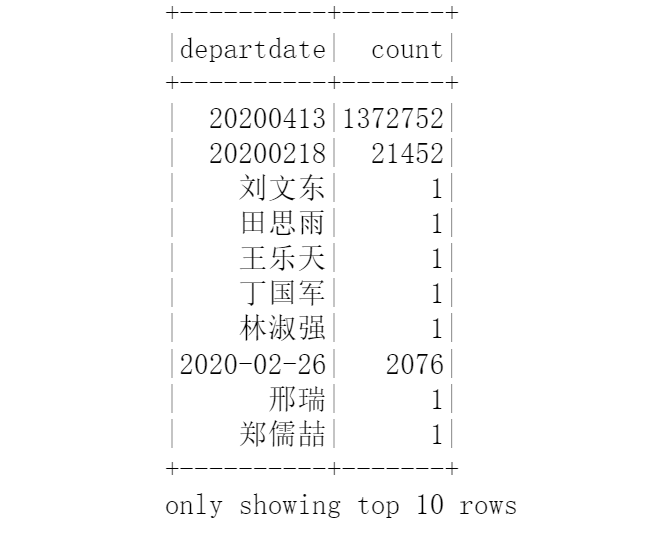 +----------+-------+
|departdate|  count|
+----------+-------+
|  20200413|1372752|
|  20200218|  21452|
|    刘文东|      1|
|    田思雨|      1|
|    王乐天|      1|
|    丁国军|      1|
|    林淑强|      1|
|2020-02-26|   2076|
|      邢瑞|      1|
|    郑儒喆|      1|
+----------+-------+
only showing top 10 rows